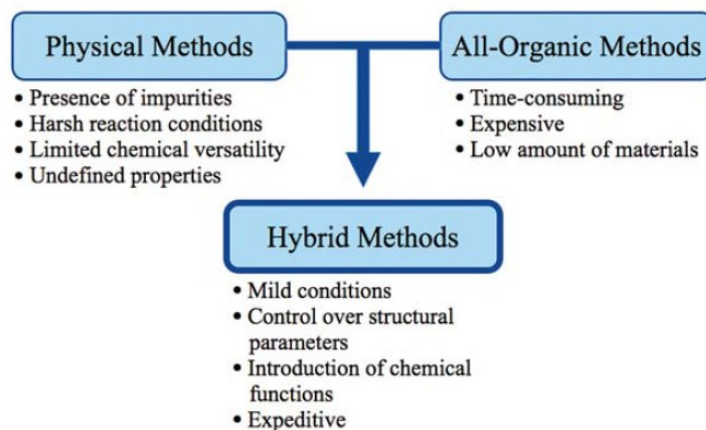 Physical Methods
• Presence of impurities
• Harsh reaction conditions
• Limited chemical versatility
• Undefined properties
All-Organic Methods
• Time-consuming
• Expensive
• Low amount of materials
Hybrid Methods
• Mild conditions
• Control over structural
parameters
• Introduction of chemical
functions
• Expeditive